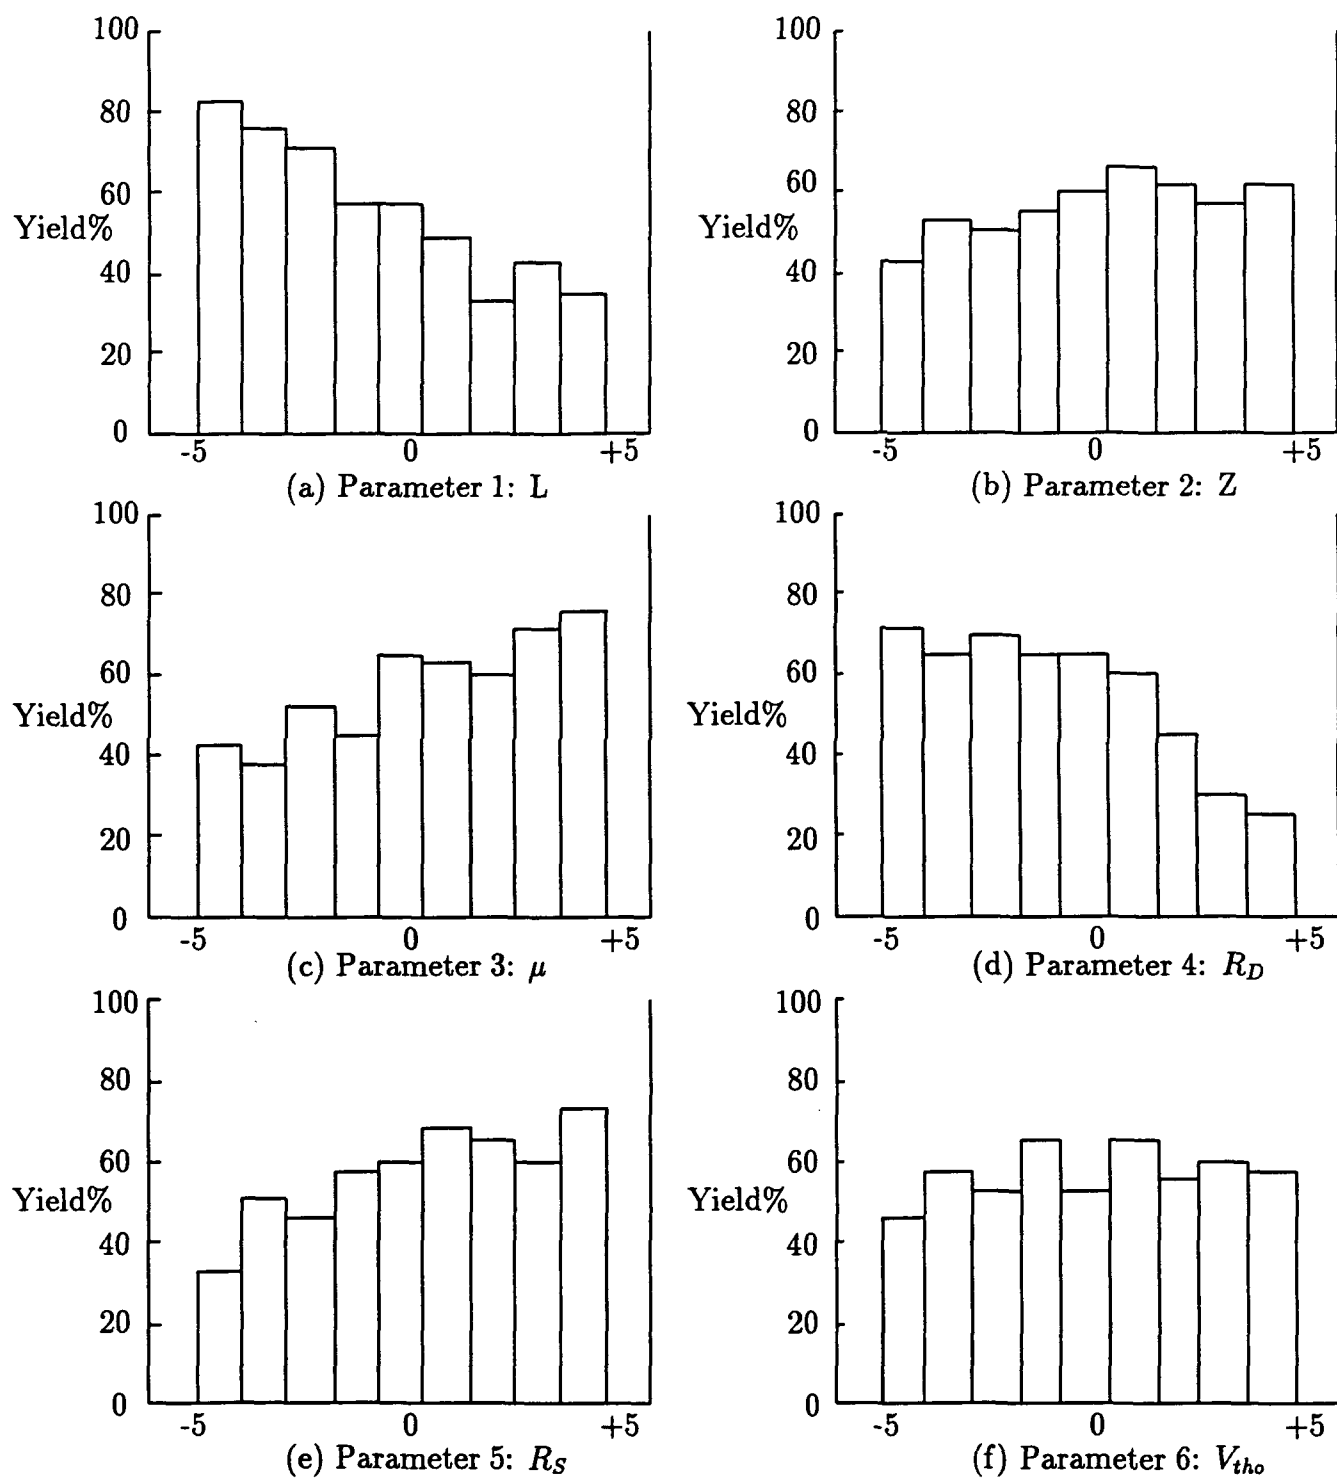 100
80
60
Yield%
40
20
0
-5 0 +5
(a) Parameter 1: L
100
80
60
Yield%
40
20
0
-5 0 +5
(b) Parameter 2: Z
100
80
60
Yield%
40
20
0
-5 0 +5
(c) Parameter 3: μ
100
80
60
Yield%
40
20
0
-5 0 +5
(d) Parameter 4: R_D
100
80
60
Yield%
40
20
0
-5 0 +5
(e) Parameter 5: R_S
100
80
60
Yield%
40
20
0
-5 0 +5
(f) Parameter 6: V_tho